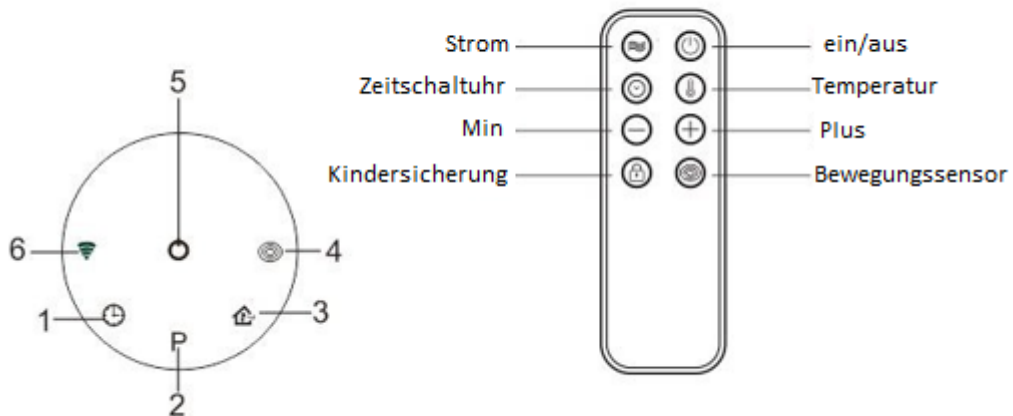 Strom
ein/aus
Zeitschaltuhr
Temperatur
Min
Plus
Kindersicherung
Bewegungssensor
5
6
4
1
3
P
2